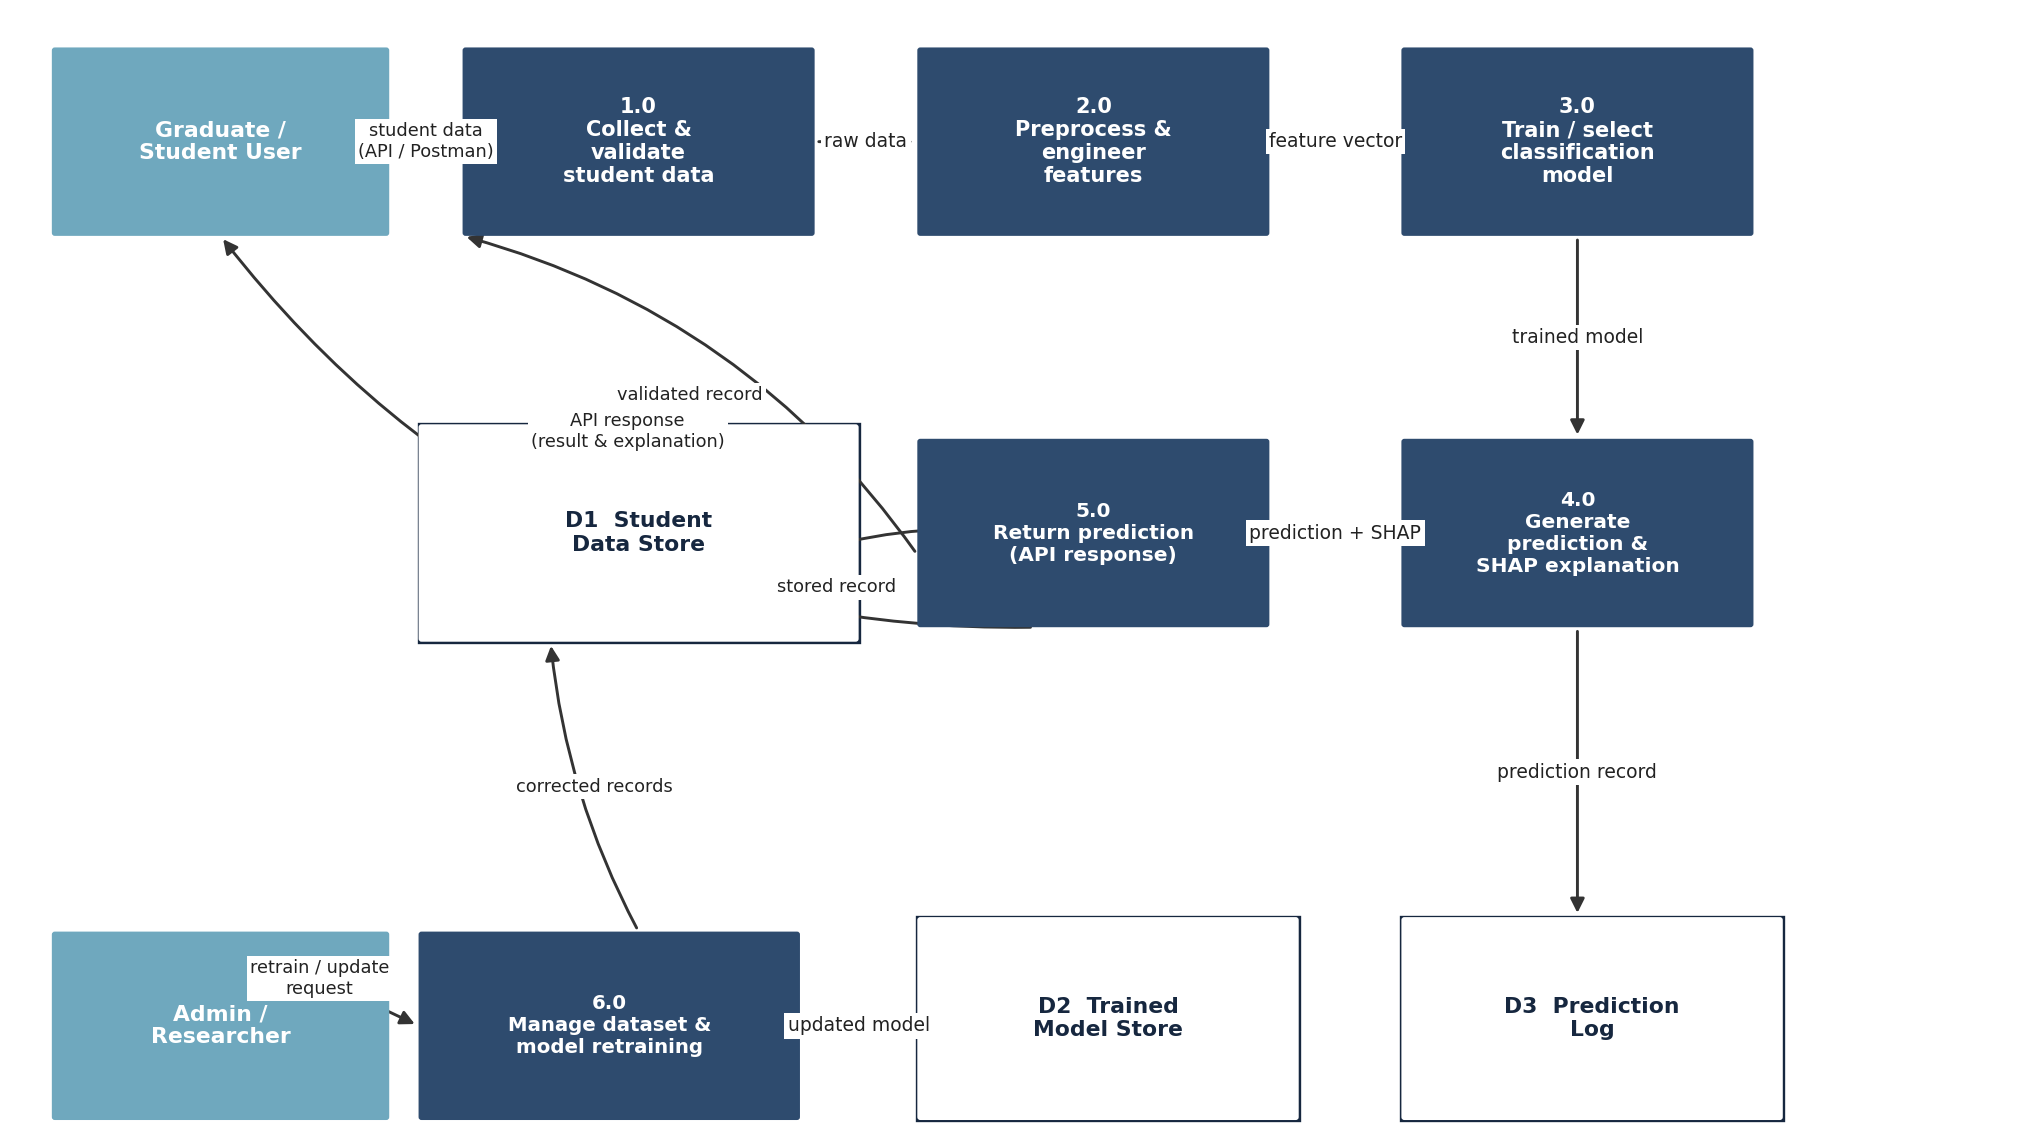 Graduate /
Student User
student data
(API / Postman)
1.0
Collect &
validate
student data
raw data
2.0
Preprocess &
engineer
features
feature vector
3.0
Train / select
classification
model
trained model
validated record
API response
(result & explanation)
D1  Student
Data Store
stored record
5.0
Return prediction
(API response)
prediction + SHAP
4.0
Generate
prediction &
SHAP explanation
corrected records
prediction record
retrain / update
request
Admin /
Researcher
6.0
Manage dataset &
model retraining
updated model
D2  Trained
Model Store
D3  Prediction
Log